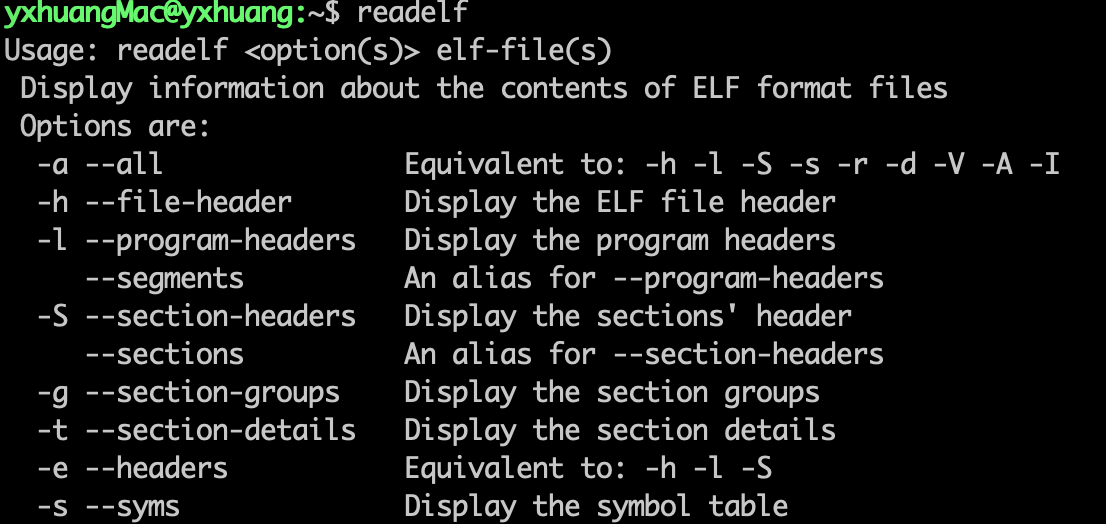 yxhuangMac@yxhuang:~$ readelf
Usage: readelf <option(s)> elf-file(s)
 Display information about the contents of ELF format files
 Options are:
  -a --all               Equivalent to: -h -l -S -s -r -d -V -A -I
  -h --file-header       Display the ELF file header
  -l --program-headers   Display the program headers
     --segments          An alias for --program-headers
  -S --section-headers   Display the sections' header
     --sections          An alias for --section-headers
  -g --section-groups    Display the section groups
  -t --section-details   Display the section details
  -e --headers           Equivalent to: -h -l -S
  -s --syms              Display the symbol table